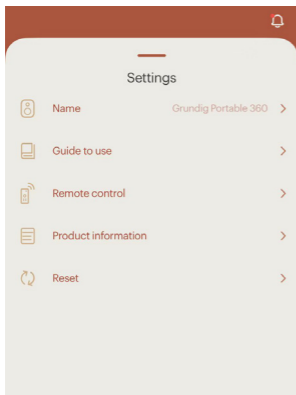 Settings
Name Grundig Portable 360
Guide to use
Remote control
Product information
Reset